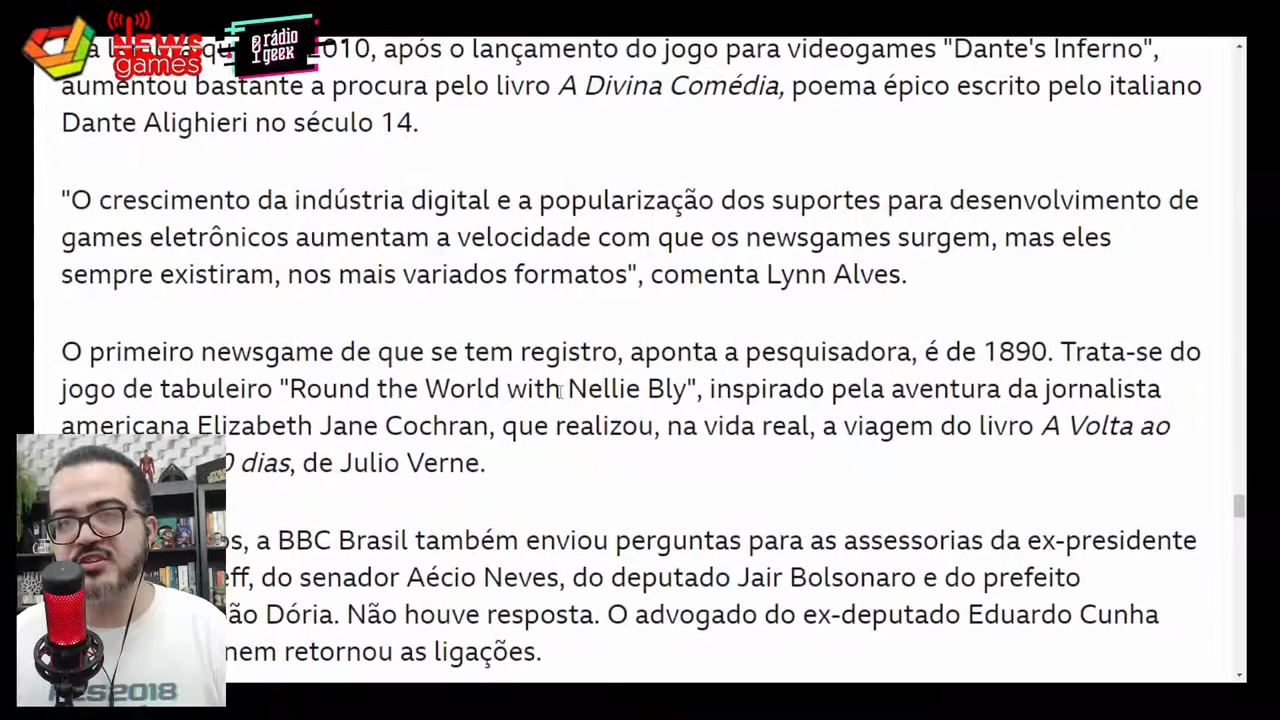 NEWS
games
rádio
geek
2010, após o lançamento do jogo para videogames "Dante's Inferno",
aumentou bastante a procura pelo livro A Divina Comédia, poema épico escrito pelo italiano
Dante Alighieri no século 14.
"O crescimento da indústria digital e a popularização dos suportes para desenvolvimento de
games eletrônicos aumentam a velocidade com que os newsgames surgem, mas eles
sempre existiram, nos mais variados formatos", comenta Lynn Alves.
O primeiro newsgame de que se tem registro, aponta a pesquisadora, é de 1890. Trata-se do
jogo de tabuleiro "Round the World with Nellie Bly", inspirado pela aventura da jornalista
americana Elizabeth Jane Cochran, que realizou, na vida real, a viagem do livro A Volta ao
0 dias, de Julio Verne.
os, a BBC Brasil também enviou perguntas para as assessorias da ex-presidente
eff, do senador Aécio Neves, do deputado Jair Bolsonaro e do prefeito
ão Dória. Não houve resposta. O advogado do ex-deputado Eduardo Cunha
nem retornou as ligações.
PES2018